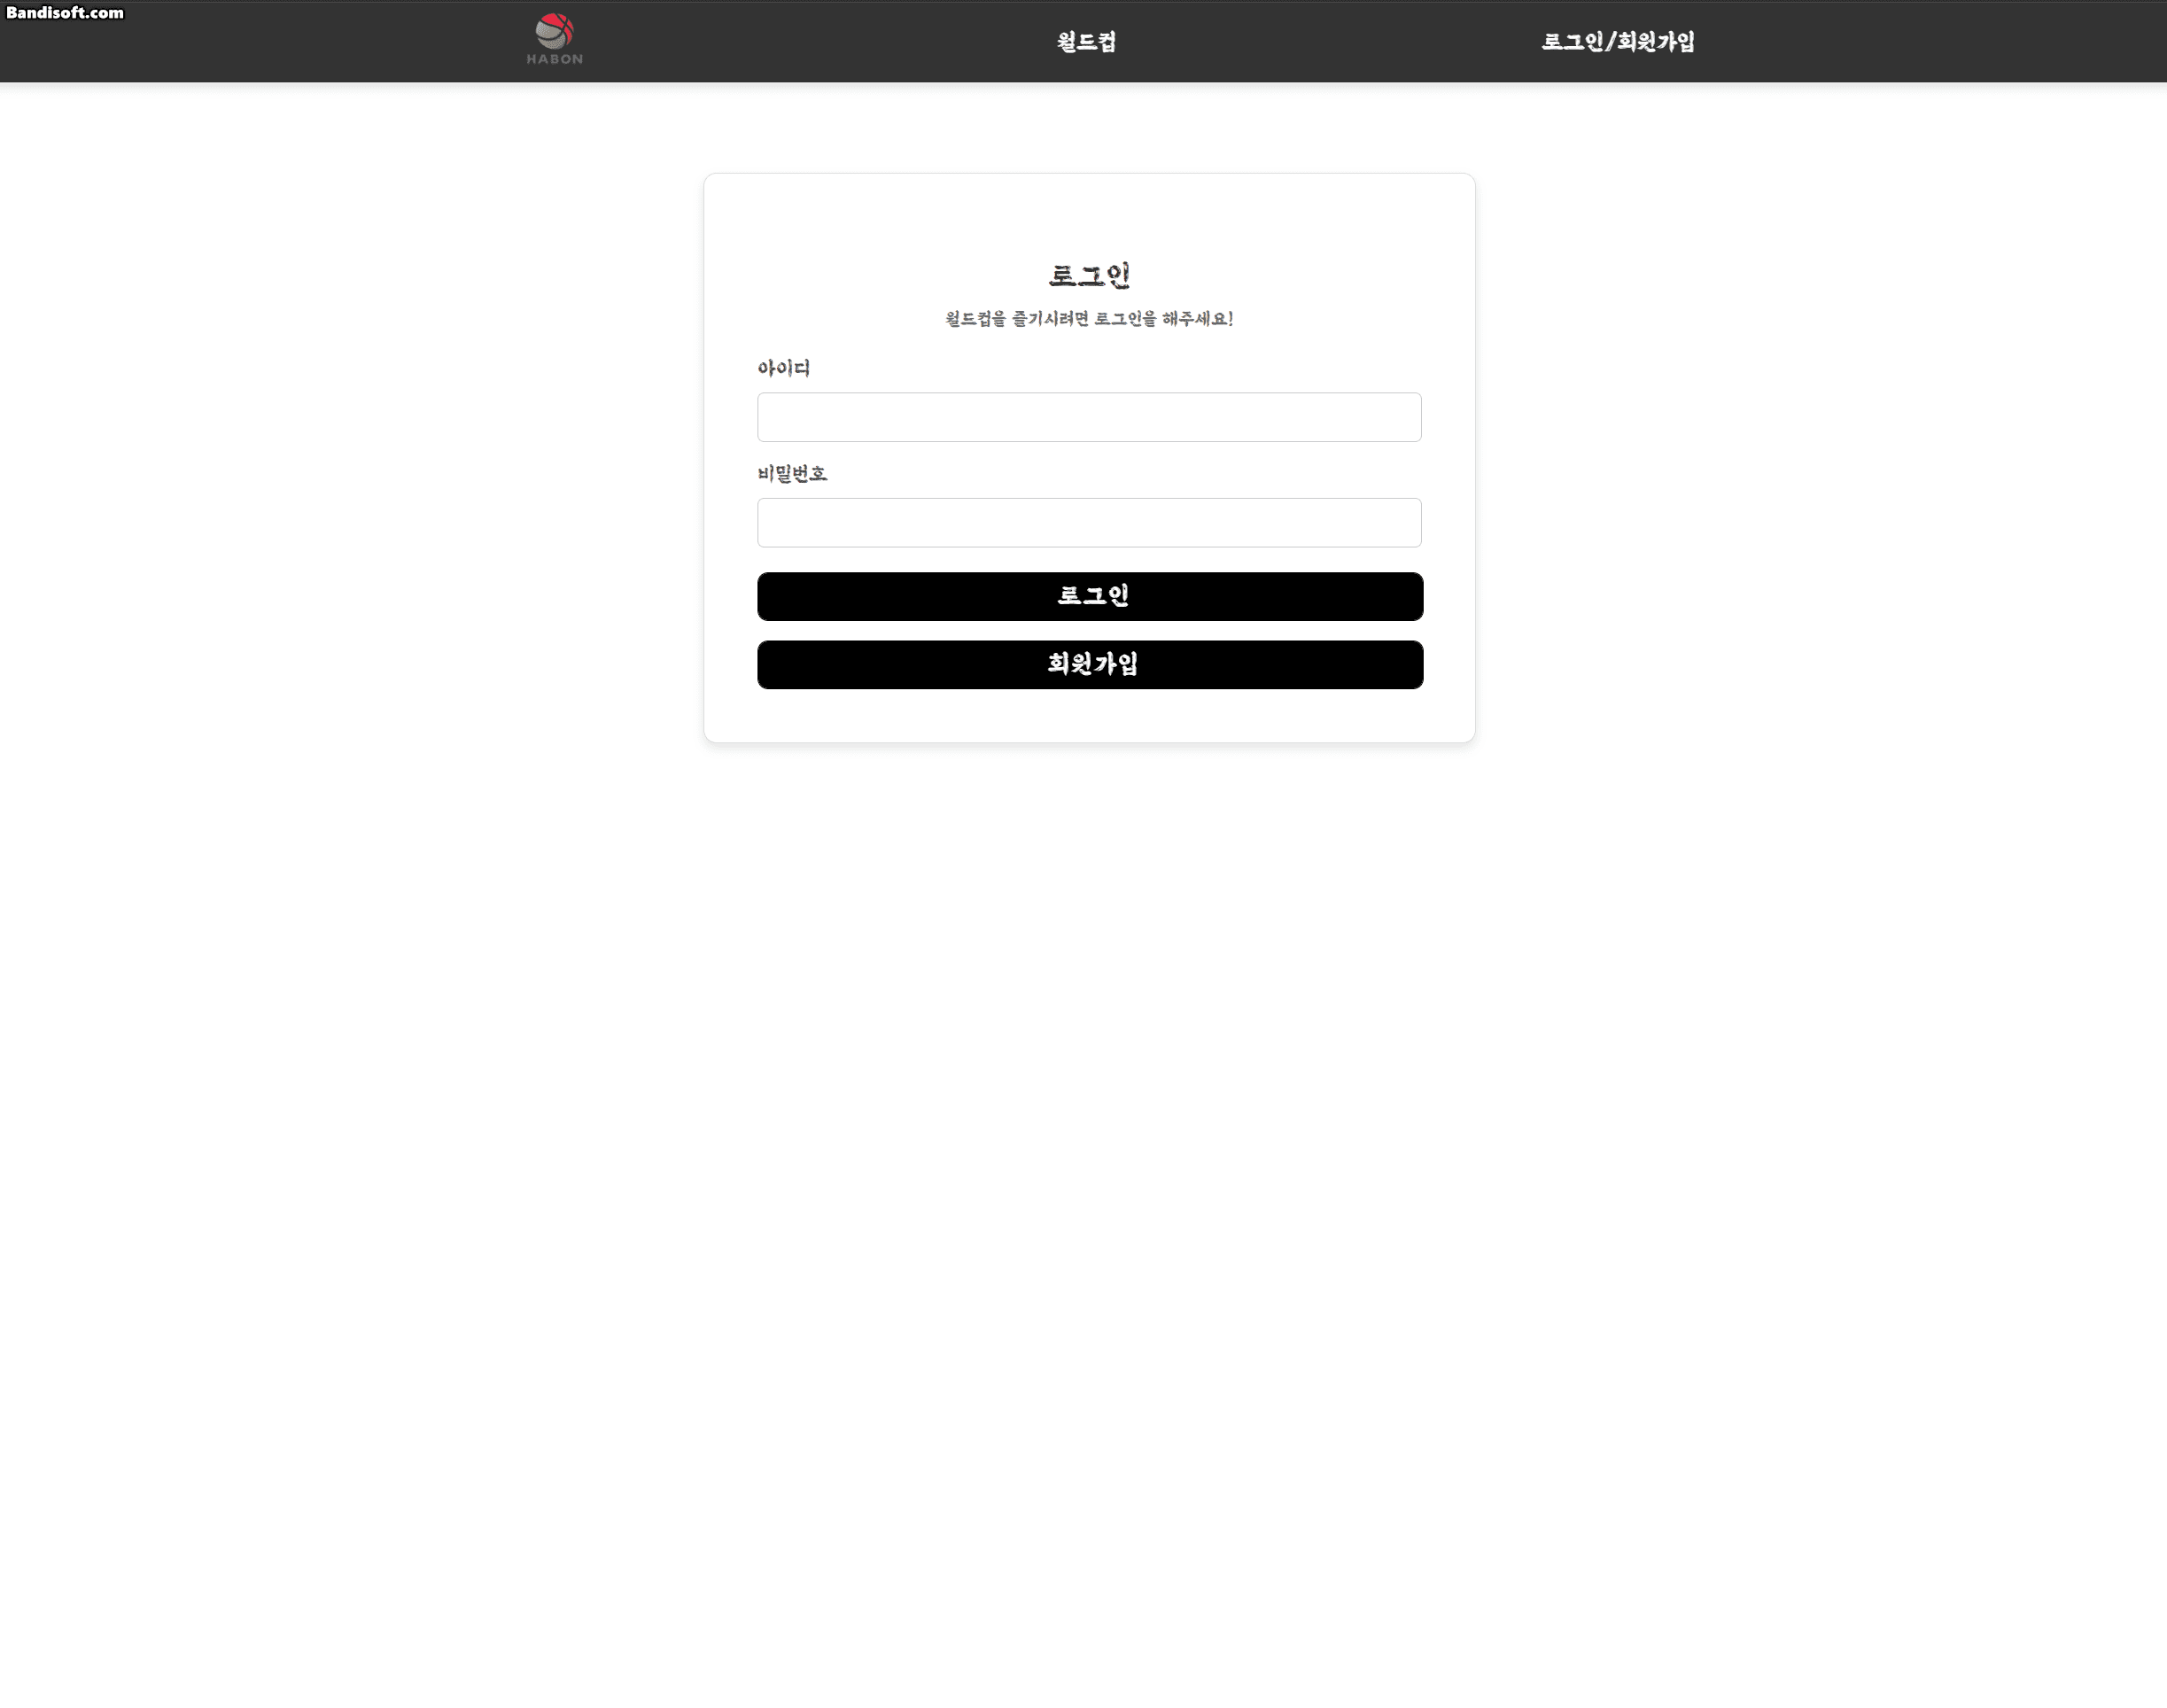 Bandisoft.com
HABON
월드컵
로그인/회원가입
로그인
월드컵을 즐기시려면 로그인을 해주세요!
아이디
비밀번호
로그인
회원가입